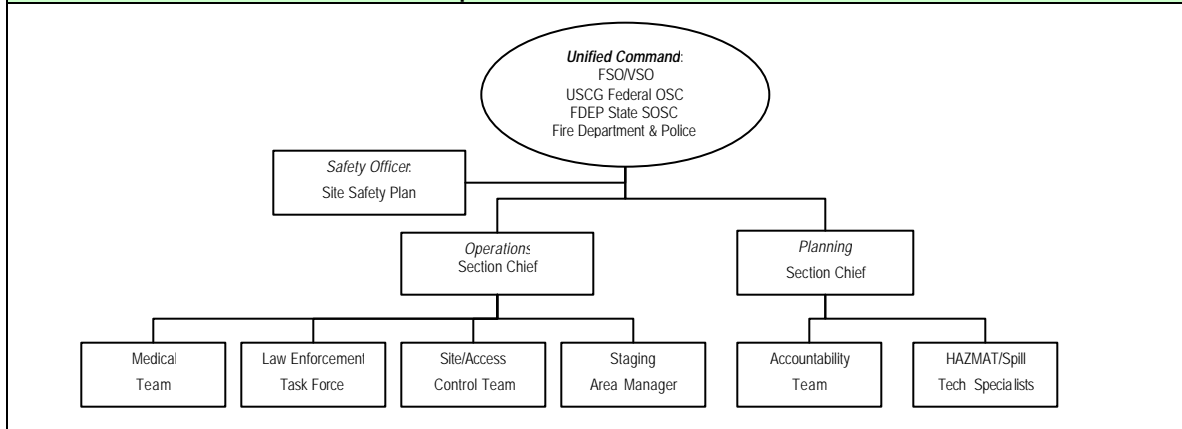 Unified Command:
FSO/VSO
USCG Federal OSC
FDEP State SOSC
Fire Department & Police
Safety Officer:
Site Safety Plan
Operations
Section Chief
Planning
Section Chief
Medical
Team
Law Enforcement
Task Force
Site/Access
Control Team
Staging
Area Manager
Accountability
Team
HAZMAT/Spill
Tech Specialists